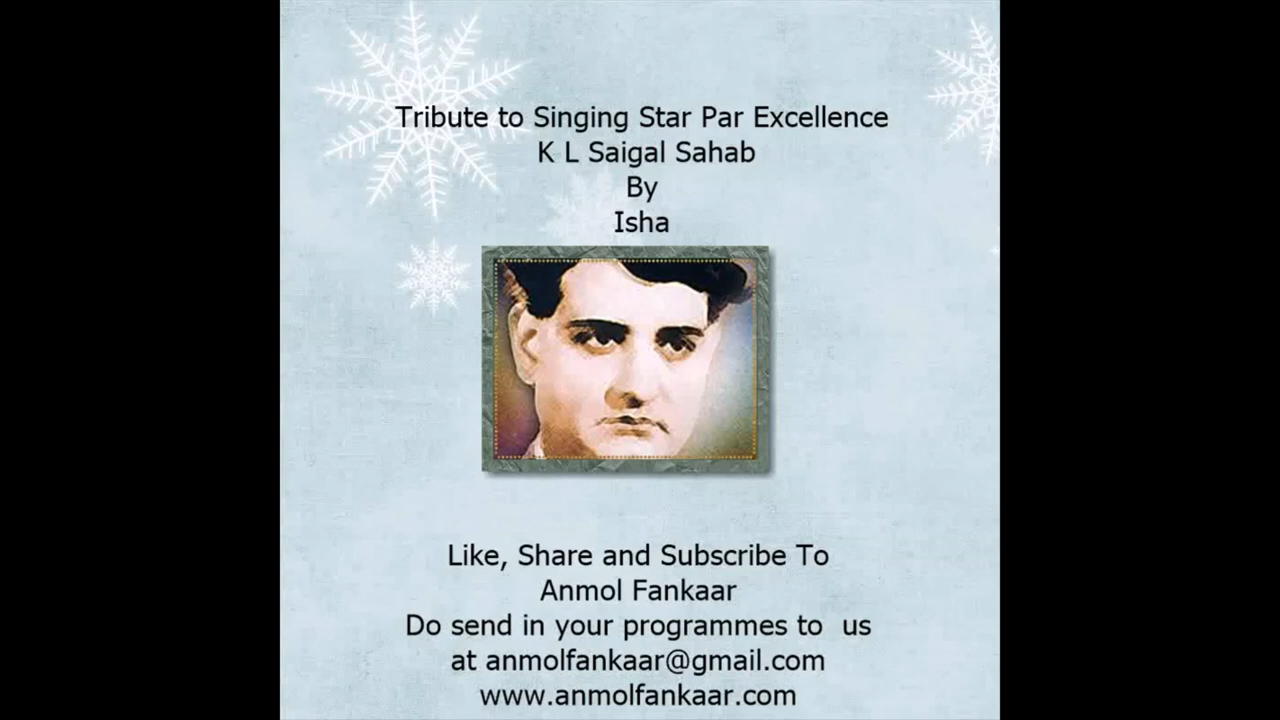 Tribute to Singing Star Par Excellence
K L Saigal Sahab
By
Isha
Like, Share and Subscribe To
Anmol Fankaar
Do send in your programmes to  us
at anmolfankaar@gmail.com
www.anmolfankaar.com